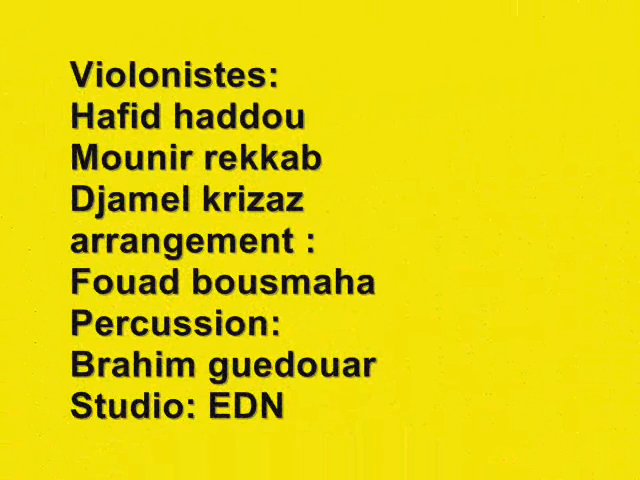 Violonistes:
Hafid haddou
Mounir rekkab
Djamel krizaz
arrangement :
Fouad bousmaha
Percussion:
Brahim guedouar
Studio: EDN